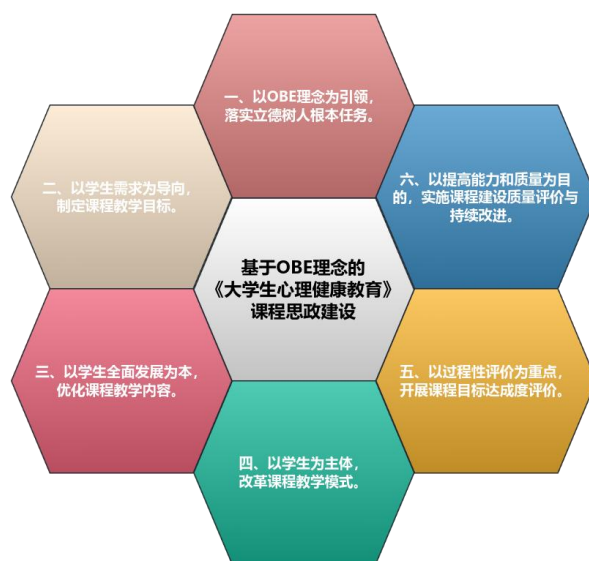 一、以OBE理念为引领，
落实立德树人根本任务。
二、以学生需求为导向，
制定课程教学目标。
六、以提高能力和质量为目
的，实施课程建设质量评价与
持续改进。
基于OBE理念的
《大学生心理健康教育》
课程思政建设
三、以学生全面发展为本，
优化课程教学内容。
五、以过程性评价为重点，
开展课程目标达成度评价。
四、以学生为主体，
改革课程教学模式。